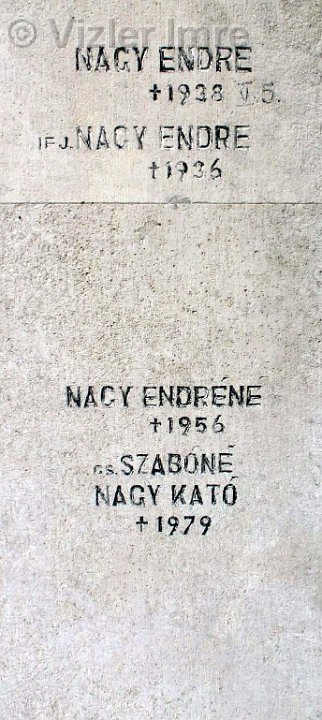 © Vizler Imre
NAGY ENDRE
†1938 V.5.
IFJ. NAGY ENDRE
†1936
NAGY ENDRÉNÉ
†1956
CS. SZABÓNÉ
NAGY KATÓ
†1979